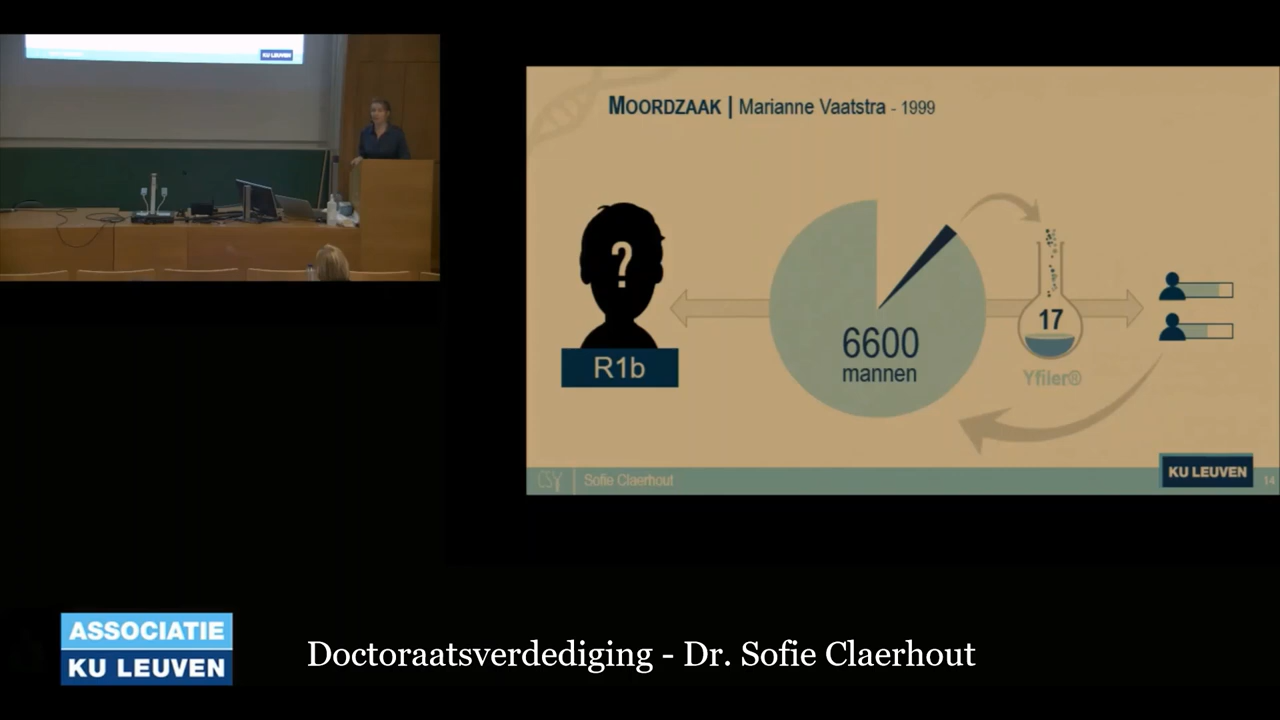 KU LEUVEN
MOORDZAAK | Marianne Vaatstra - 1999
?
R1b
6600
mannen
17
Yfiler®
CSY | Sofie Claerhout
KU LEUVEN
14
ASSOCIATIE
KU LEUVEN
Doctoraatsverdediging - Dr. Sofie Claerhout